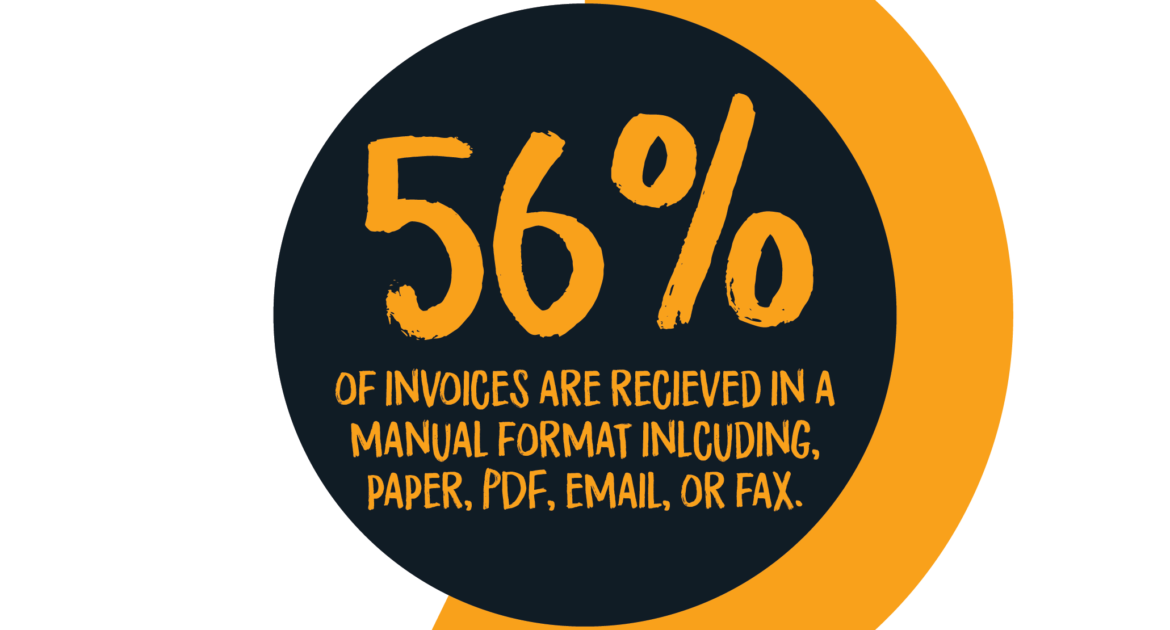 56%
OF INVOICES ARE RECIEVED IN A
MANUAL FORMAT INLCUDING,
PAPER, PDF, EMAIL, OR FAX.